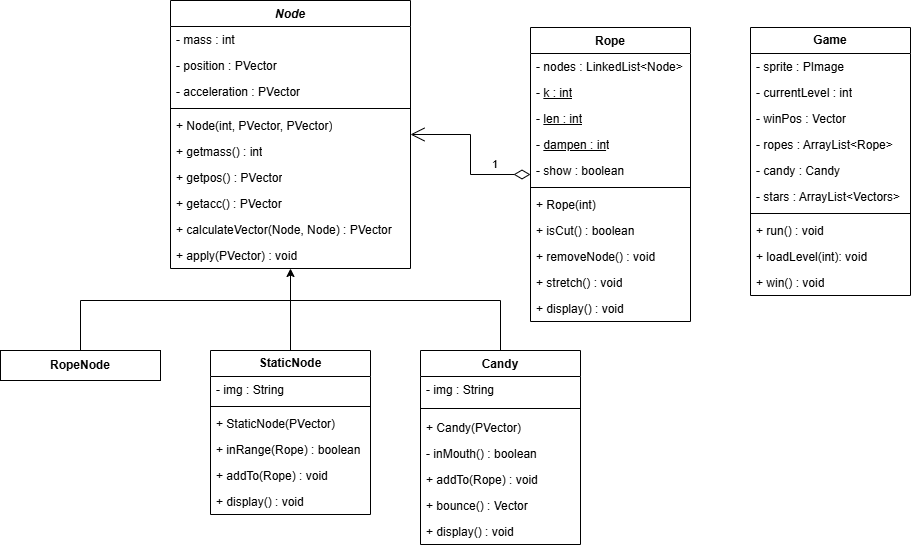 Node
- mass : int
- position : PVector
- acceleration : PVector
+ Node(int, PVector, PVector)
+ getmass() : int
+ getpos() : PVector
+ getacc() : PVector
+ calculateVector(Node, Node) : PVector
+ apply(PVector) : void
1
Rope
- nodes : LinkedList<Node>
- k : int
- len : int
- dampen : int
- show : boolean
+ Rope(int)
+ isCut() : boolean
+ removeNode() : void
+ stretch() : void
+ display() : void
Game
- sprite : PImage
- currentLevel : int
- winPos : Vector
- ropes : ArrayList<Rope>
- candy : Candy
- stars : ArrayList<Vectors>
+ run() : void
+ loadLevel(int): void
+ win() : void
RopeNode
StaticNode
- img : String
+ StaticNode(PVector)
+ inRange(Rope) : boolean
+ addTo(Rope) : void
+ display() : void
Candy
- img : String
+ Candy(PVector)
- inMouth() : boolean
+ addTo(Rope) : void
+ bounce() : Vector
+ display() : void